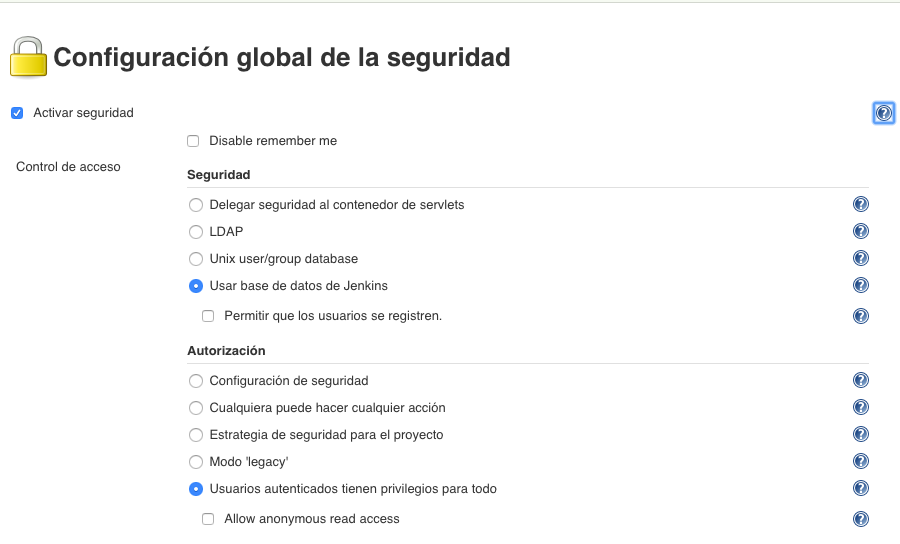 Configuración global de la seguridad
Activar seguridad
Disable remember me
Control de acceso
Seguridad
Delegar seguridad al contenedor de servlets
LDAP
Unix user/group database
Usar base de datos de Jenkins
Permitir que los usuarios se registren.
Autorización
Configuración de seguridad
Cualquiera puede hacer cualquier acción
Estrategia de seguridad para el proyecto
Modo 'legacy'
Usuarios autenticados tienen privilegios para todo
Allow anonymous read access